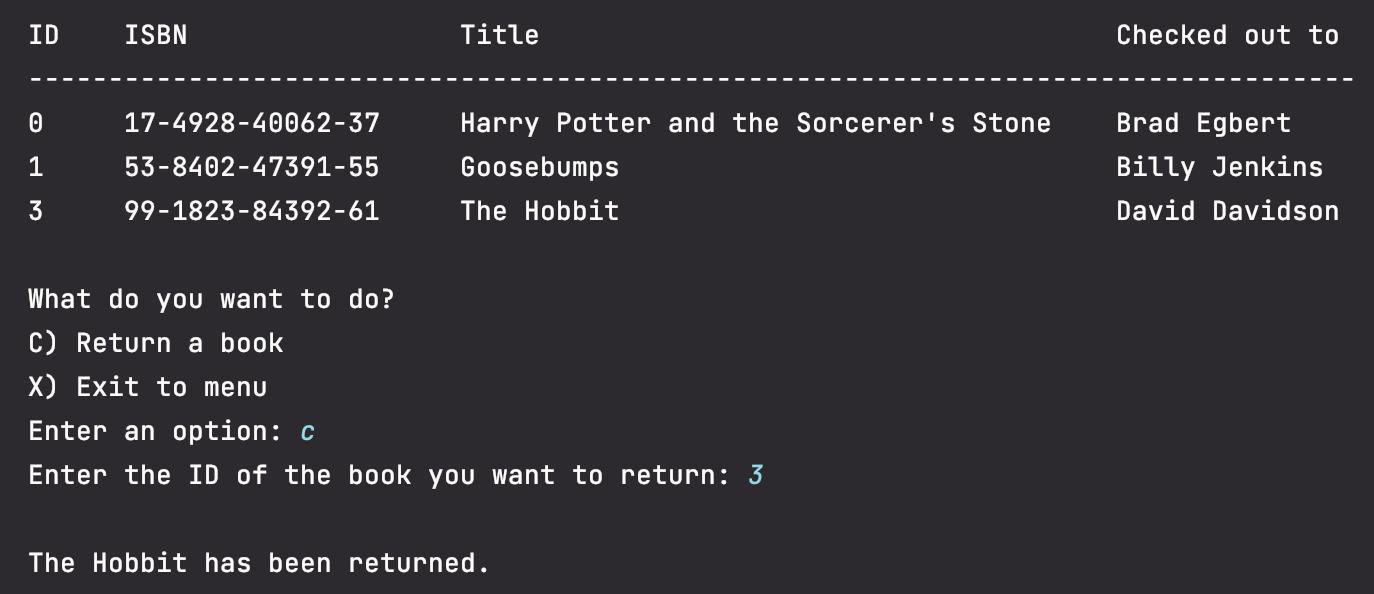 ID    ISBN                 Title                                    Checked out to
-----------------------------------------------------------------------------------
0     17-4928-40062-37     Harry Potter and the Sorcerer's Stone    Brad Egbert
1     53-8402-47391-55     Goosebumps                               Billy Jenkins
3     99-1823-84392-61     The Hobbit                               David Davidson
What do you want to do?
C) Return a book
X) Exit to menu
Enter an option: c
Enter the ID of the book you want to return: 3
The Hobbit has been returned.